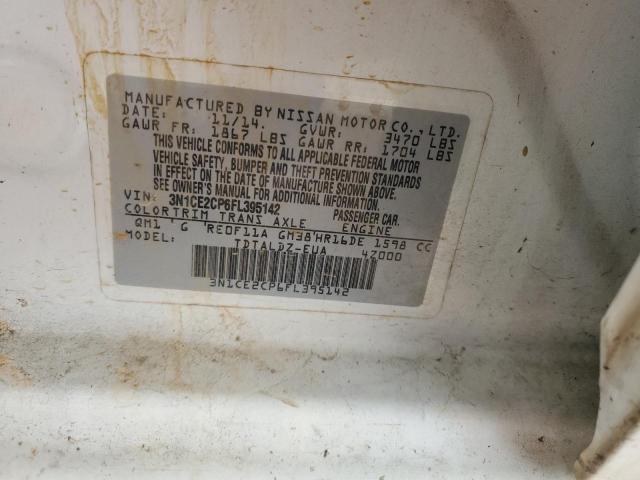 MANUFACTURED BY NISSAN MOTOR CO., LTD.
DATE: 11/14 GVWR: 3470 LBS
GAWR FR: 1867 LBS GAWR RR: 1704 LBS
THIS VEHICLE CONFORMS TO ALL APPLICABLE FEDERAL MOTOR
VEHICLE SAFETY, BUMPER AND THEFT PREVENTION STANDARDS
IN EFFECT ON THE DATE OF MANUFACTURE SHOWN ABOVE.
SEE OWNER'S MANUAL FOR ADDITIONAL INFORMATION.
VIN: 3N1CE2CP6FL395142 PASSENGER CAR.
COLOR TRIM TRANS AXLE ENGINE
QM1 G RE0F11A GM38 HR16DE 1598 CC
MODEL: TDTALDZ-EUA 4Z000
3N1CE2CP6FL395142